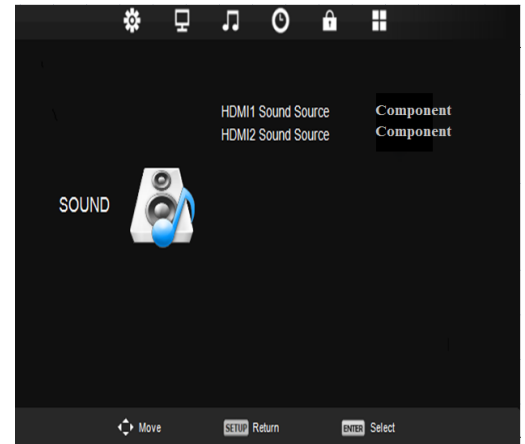 HDMI1 Sound Source Component
HDMI2 Sound Source Component
SOUND
Move SETUP Return ENTER Select